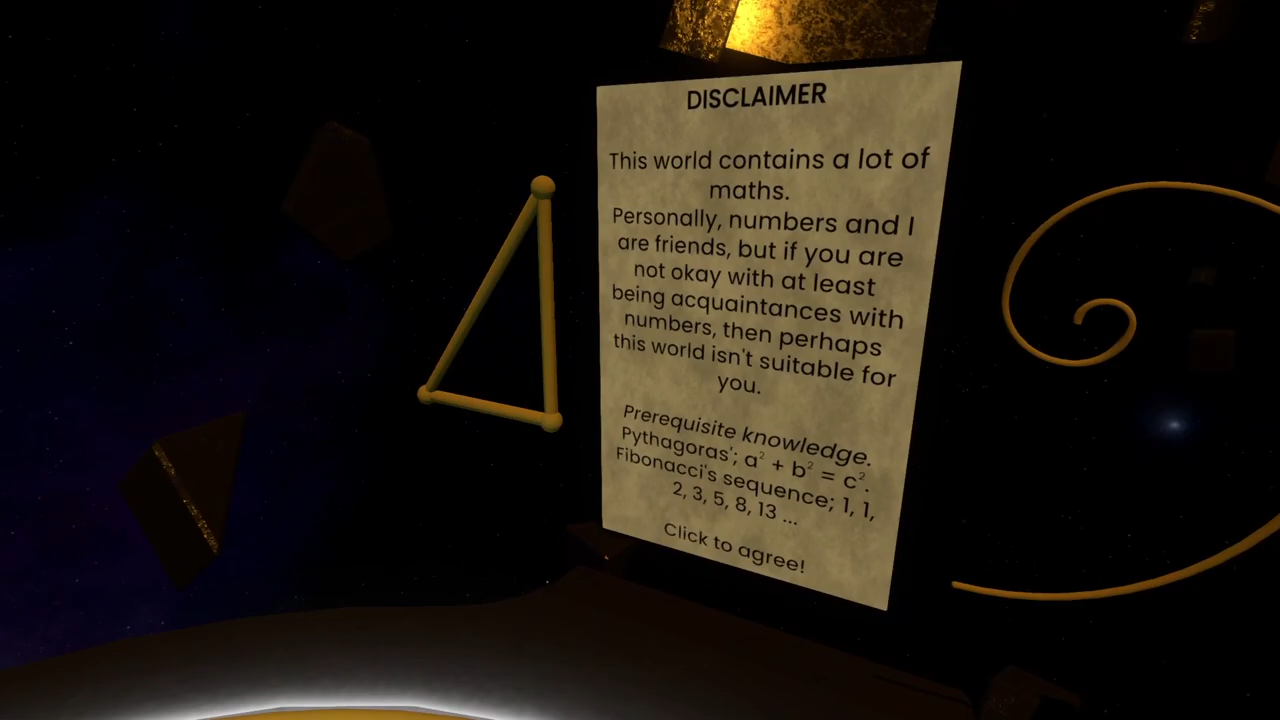 DISCLAIMER
This world contains a lot of
maths.
Personally, numbers and I
are friends, but if you are
not okay with at least
being acquaintances with
numbers, then perhaps
this world isn't suitable for
you.
Prerequisite knowledge.
Pythagoras'; a² + b² = c².
Fibonacci's sequence; 1, 1,
2, 3, 5, 8, 13 ...
Click to agree!